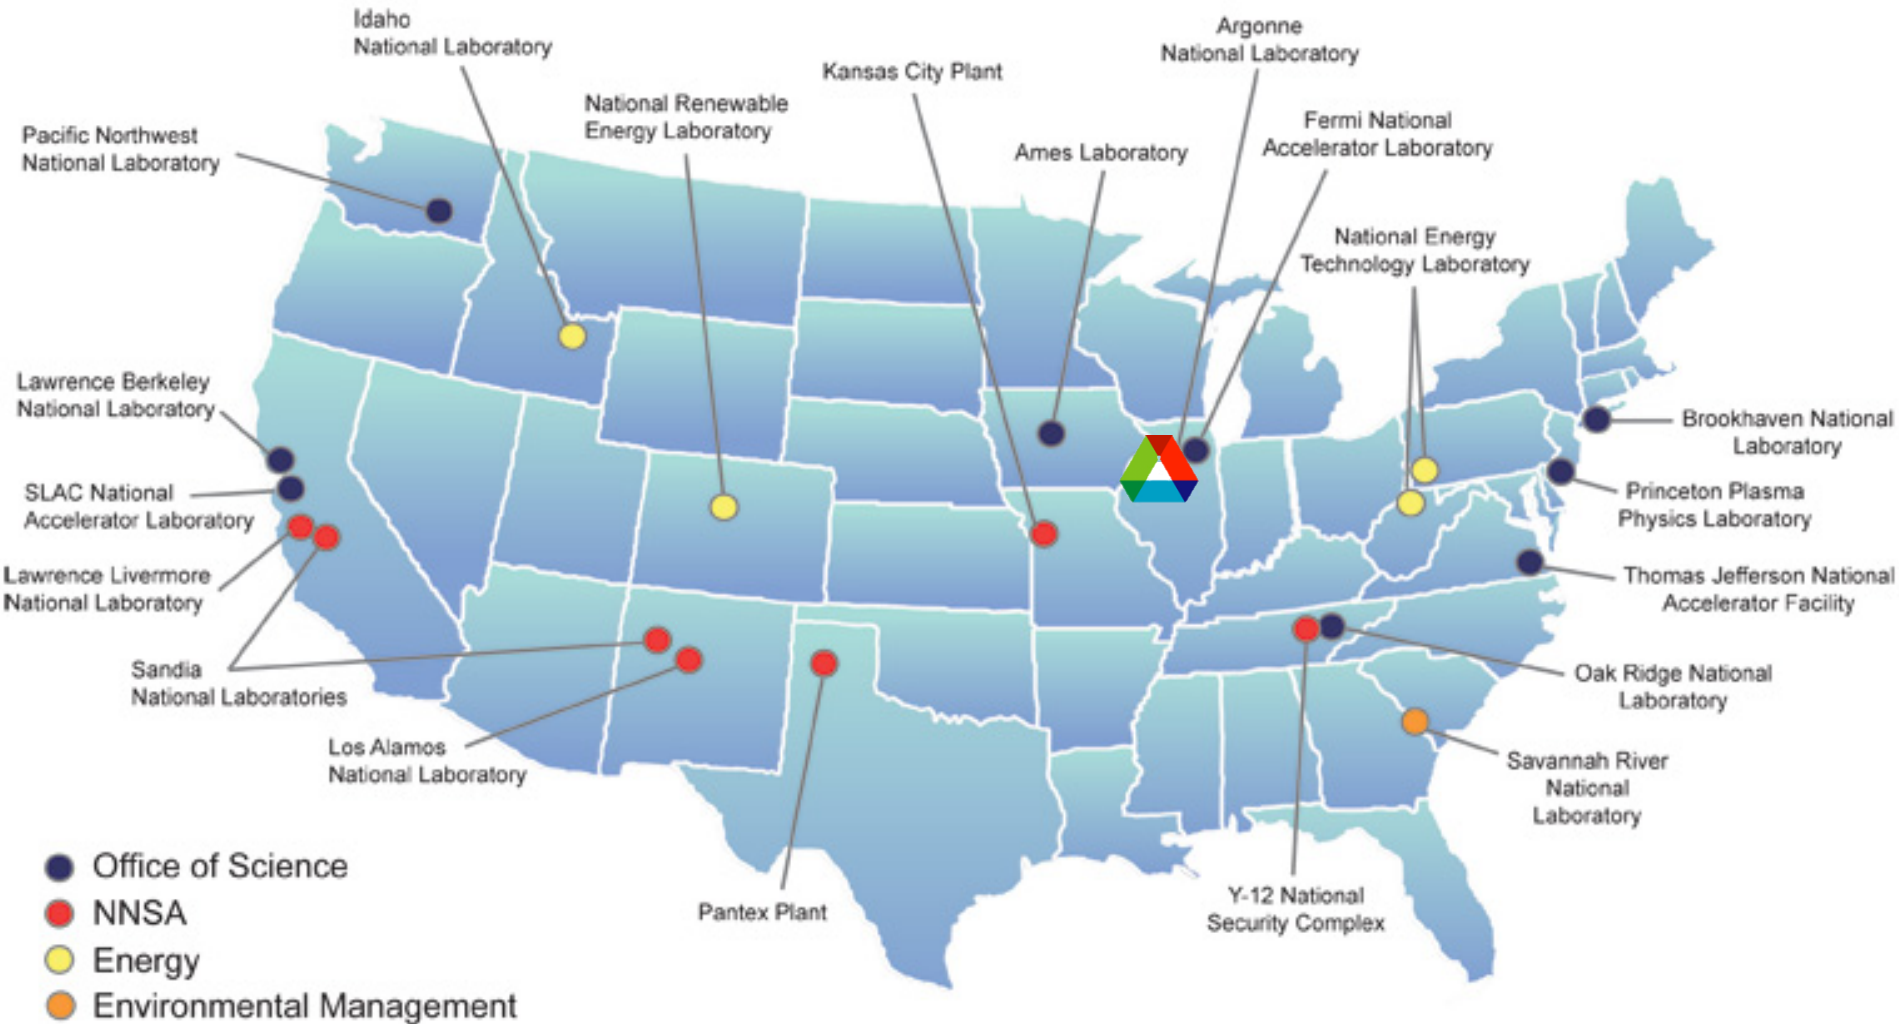 Idaho
National Laboratory
Argonne
National Laboratory
Kansas City Plant
National Renewable
Energy Laboratory
Fermi National
Accelerator Laboratory
Pacific Northwest
National Laboratory
Ames Laboratory
National Energy
Technology Laboratory
Lawrence Berkeley
National Laboratory
Brookhaven National
Laboratory
SLAC National
Accelerator Laboratory
Princeton Plasma
Physics Laboratory
Lawrence Livermore
National Laboratory
Thomas Jefferson National
Accelerator Facility
Sandia
National Laboratories
Oak Ridge National
Laboratory
Los Alamos
National Laboratory
Savannah River
National
Laboratory
Pantex Plant
Y-12 National
Security Complex
Office of Science
NNSA
Energy
Environmental Management